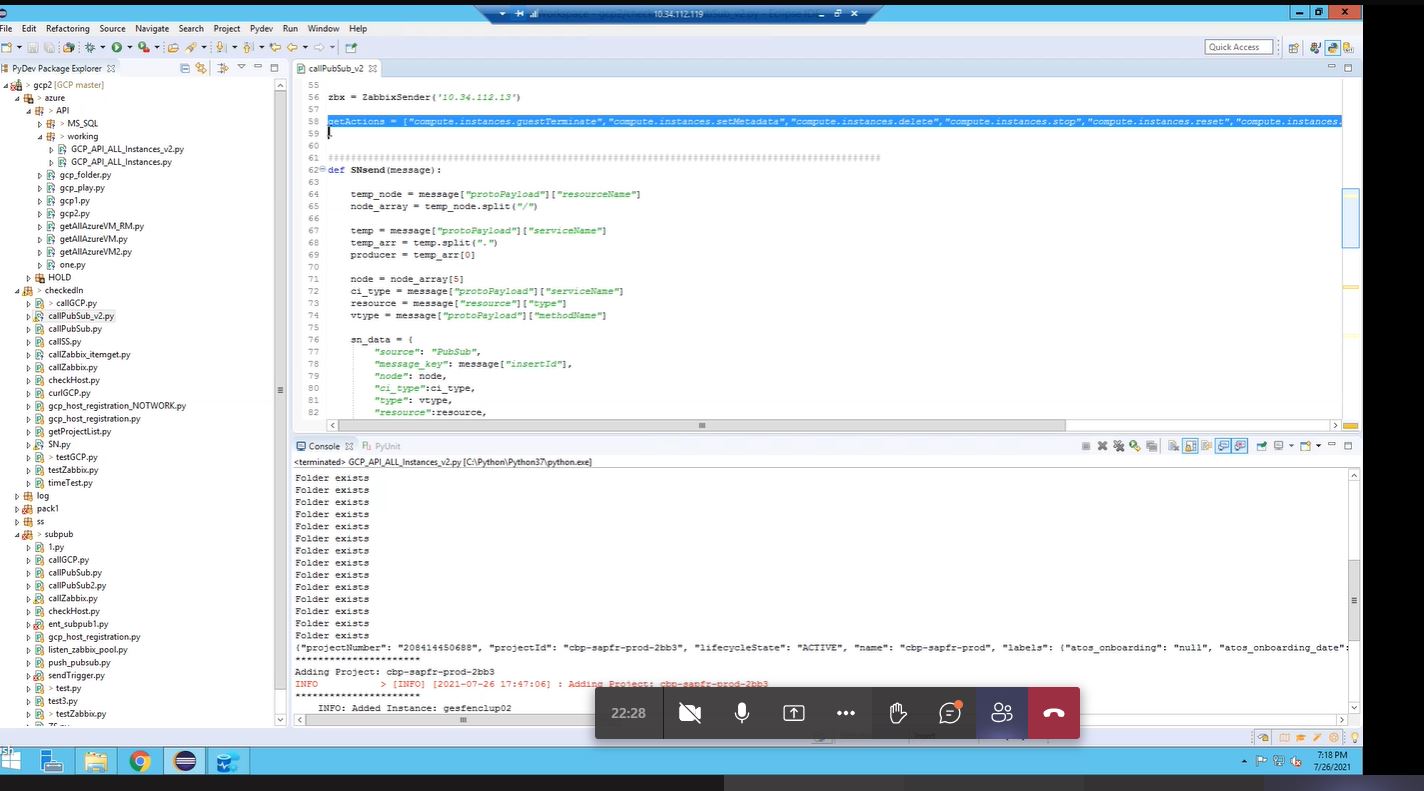 10.34.112.119
File Edit Refactoring Source Navigate Search Project Pydev Run Window Help
Quick Access
PyDev Package Explorer
callPubSub_v2
> gcp2 [GCP master]
> azure
> API
> MS_SQL
> working
GCP_API_ALL_Instances_v2.py
GCP_API_ALL_Instances.py
gcp_folder.py
gcp_play.py
gcp1.py
gcp2.py
getAllAzureVM_RM.py
getAllAzureVM.py
getAllAzureVM2.py
one.py
HOLD
> checkedIn
> callGCP.py
callPubSub_v2.py
callPubSub.py
callSS.py
callZabbix_itemget.py
callZabbix.py
checkHost.py
curlGCP.py
gcp_host_registration_NOTWORK.py
gcp_host_registration.py
getProjectList.py
SN.py
> testGCP.py
testZabbix.py
timeTest.py
log
pack1
ss
> subpub
1.py
callGCP.py
callPubSub.py
callPubSub2.py
callZabbix.py
checkHost.py
ent_subpub1.py
gcp_host_registration.py
listen_zabbix_pool.py
push_pubsub.py
sendTrigger.py
> test.py
test3.py
> testZabbix.py
55
56 zbx = ZabbixSender('10.34.112.13')
57
58 getActions = ["compute.instances.guestTerminate","compute.instances.setMetadata","compute.instances.delete","compute.instances.stop","compute.instances.reset","compute.instances.
59
60
61 ####################################################################################################
62 def SNsend(message):
63
64 temp_node = message["protoPayload"]["resourceName"]
65 node_array = temp_node.split("/")
66
67 temp = message["protoPayload"]["serviceName"]
68 temp_arr = temp.split(".")
69 producer = temp_arr[0]
70
71 node = node_array[5]
72 ci_type = message["protoPayload"]["serviceName"]
73 resource = message["resource"]["type"]
74 vtype = message["protoPayload"]["methodName"]
75
76 sn_data = {
77 "source": "PubSub",
78 "message_key": message["insertId"],
79 "node": node,
80 "ci_type":ci_type,
81 "type": vtype,
82 "resource":resource,
Console PyUnit
<terminated> GCP_API_ALL_Instances_v2.py [C:\Python\Python37\python.exe]
Folder exists
Folder exists
Folder exists
Folder exists
Folder exists
Folder exists
Folder exists
Folder exists
Folder exists
Folder exists
Folder exists
Folder exists
Folder exists
Folder exists
{"projectNumber": "208414450688", "projectId": "cbp-sapfr-prod-2bb3", "lifecycleState": "ACTIVE", "name": "cbp-sapfr-prod", "labels": {"atos_onboarding": "null", "atos_onboarding_date":
**********************
Adding Project: cbp-sapfr-prod-2bb3
INFO > [INFO] [2021-07-26 17:47:06] : Adding Project: cbp-sapfr-prod-2bb3
**********************
INFO: Added Instance: gesfenclup02
22:28
7:18 PM
7/26/2021